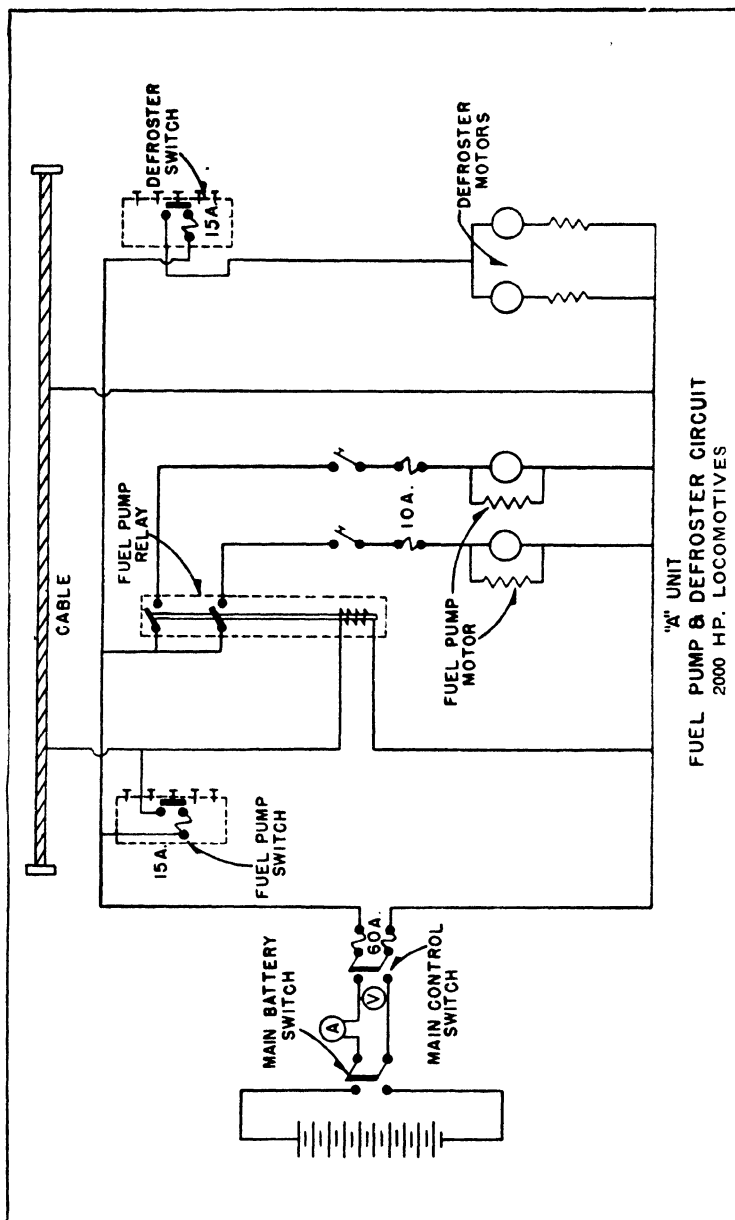 CABLE
DEFROSTER
SWITCH
15A.
FUEL PUMP
RELAY
15A.
FUEL PUMP
SWITCH
10A.
DEFROSTER
MOTORS
FUEL PUMP
MOTOR
MAIN BATTERY
SWITCH
A
V
60A.
MAIN CONTROL
SWITCH
"A" UNIT
FUEL PUMP & DEFROSTER CIRCUIT
2000 HP. LOCOMOTIVES